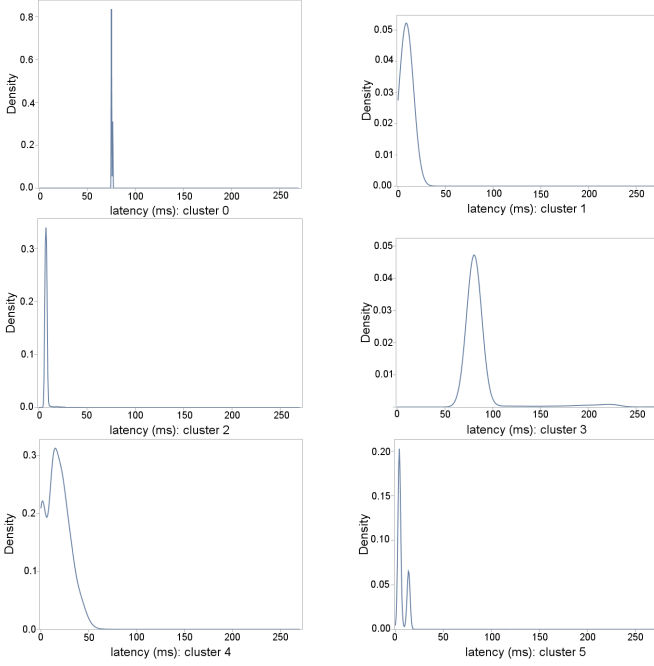 Density
0.8
0.6
0.4
0.2
0.0
0 50 100 150 200 250
latency (ms): cluster 0
Density
0.05
0.04
0.03
0.02
0.01
0.00
0 50 100 150 200 250
latency (ms): cluster 1
Density
0.3
0.2
0.1
0.0
0 50 100 150 200 250
latency (ms): cluster 2
Density
0.05
0.04
0.03
0.02
0.01
0 50 100 150 200 250
latency (ms): cluster 3
Density
0.3
0.2
0.1
0.0
0 50 100 150 200 250
latency (ms): cluster 4
Density
0.20
0.15
0.10
0.05
0.00
0 50 100 150 200 250
latency (ms): cluster 5